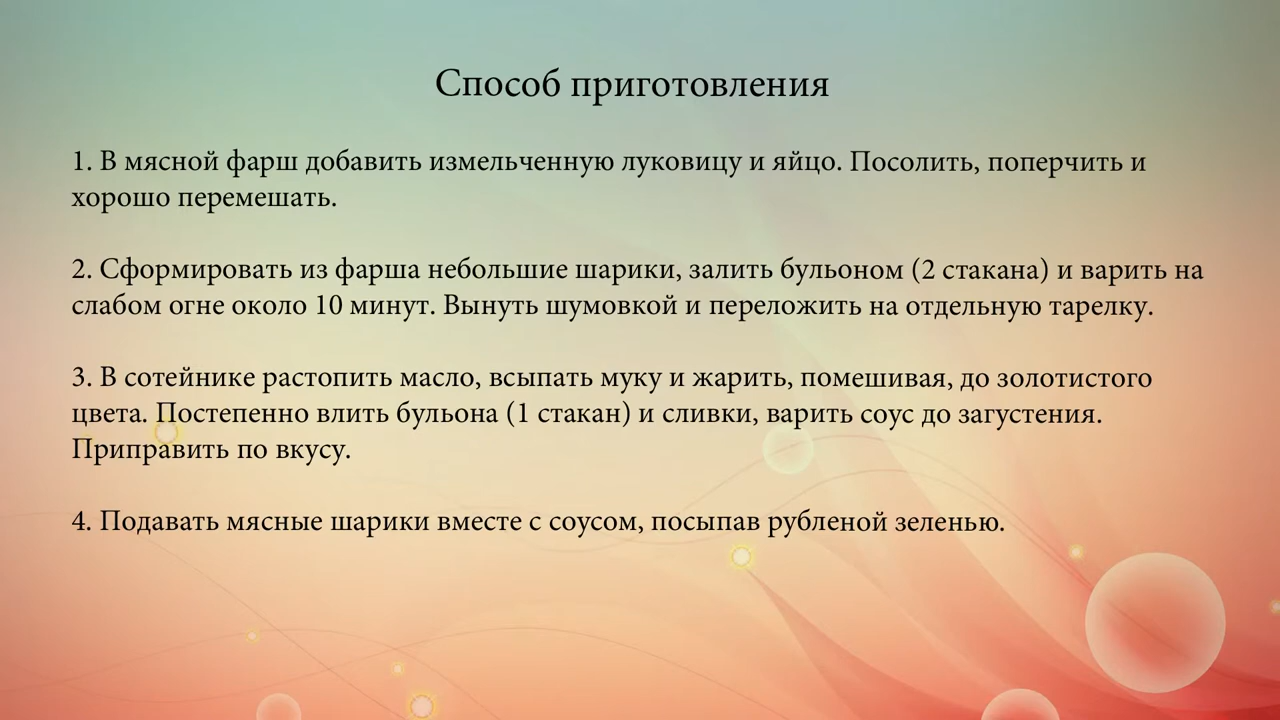 Способ приготовления
1. В мясной фарш добавить измельченную луковицу и яйцо. Посолить, поперчить и
хорошо перемешать.
2. Сформировать из фарша небольшие шарики, залить бульоном (2 стакана) и варить на
слабом огне около 10 минут. Вынуть шумовкой и переложить на отдельную тарелку.
3. В сотейнике растопить масло, всыпать муку и жарить, помешивая, до золотистого
цвета. Постепенно влить бульона (1 стакан) и сливки, варить соус до загустения.
Приправить по вкусу.
4. Подавать мясные шарики вместе с соусом, посыпав рубленой зеленью.